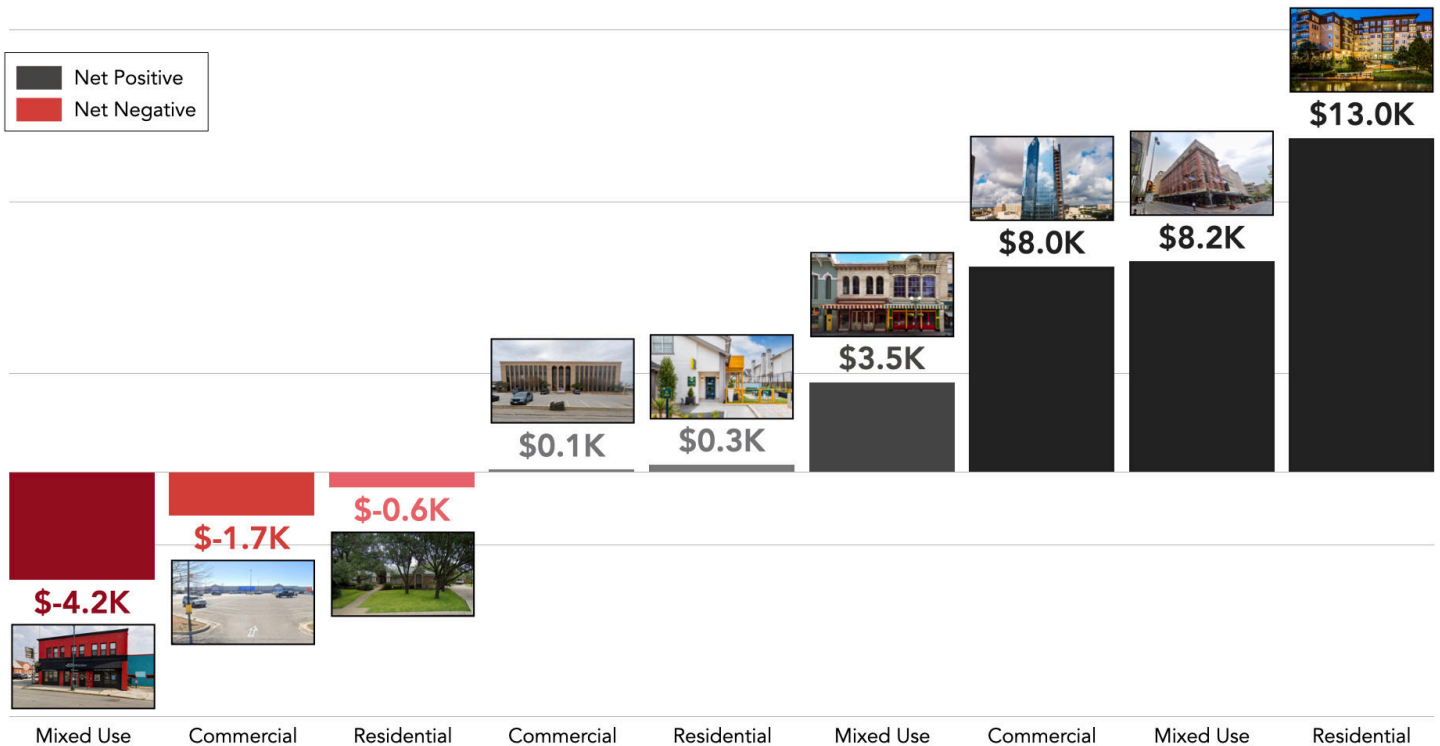 Net Positive
Net Negative
$13.0K
$8.0K
$8.2K
$3.5K
$0.1K
$0.3K
$-0.6K
$-1.7K
$-4.2K
Mixed Use
Commercial
Residential
Commercial
Residential
Mixed Use
Commercial
Mixed Use
Residential